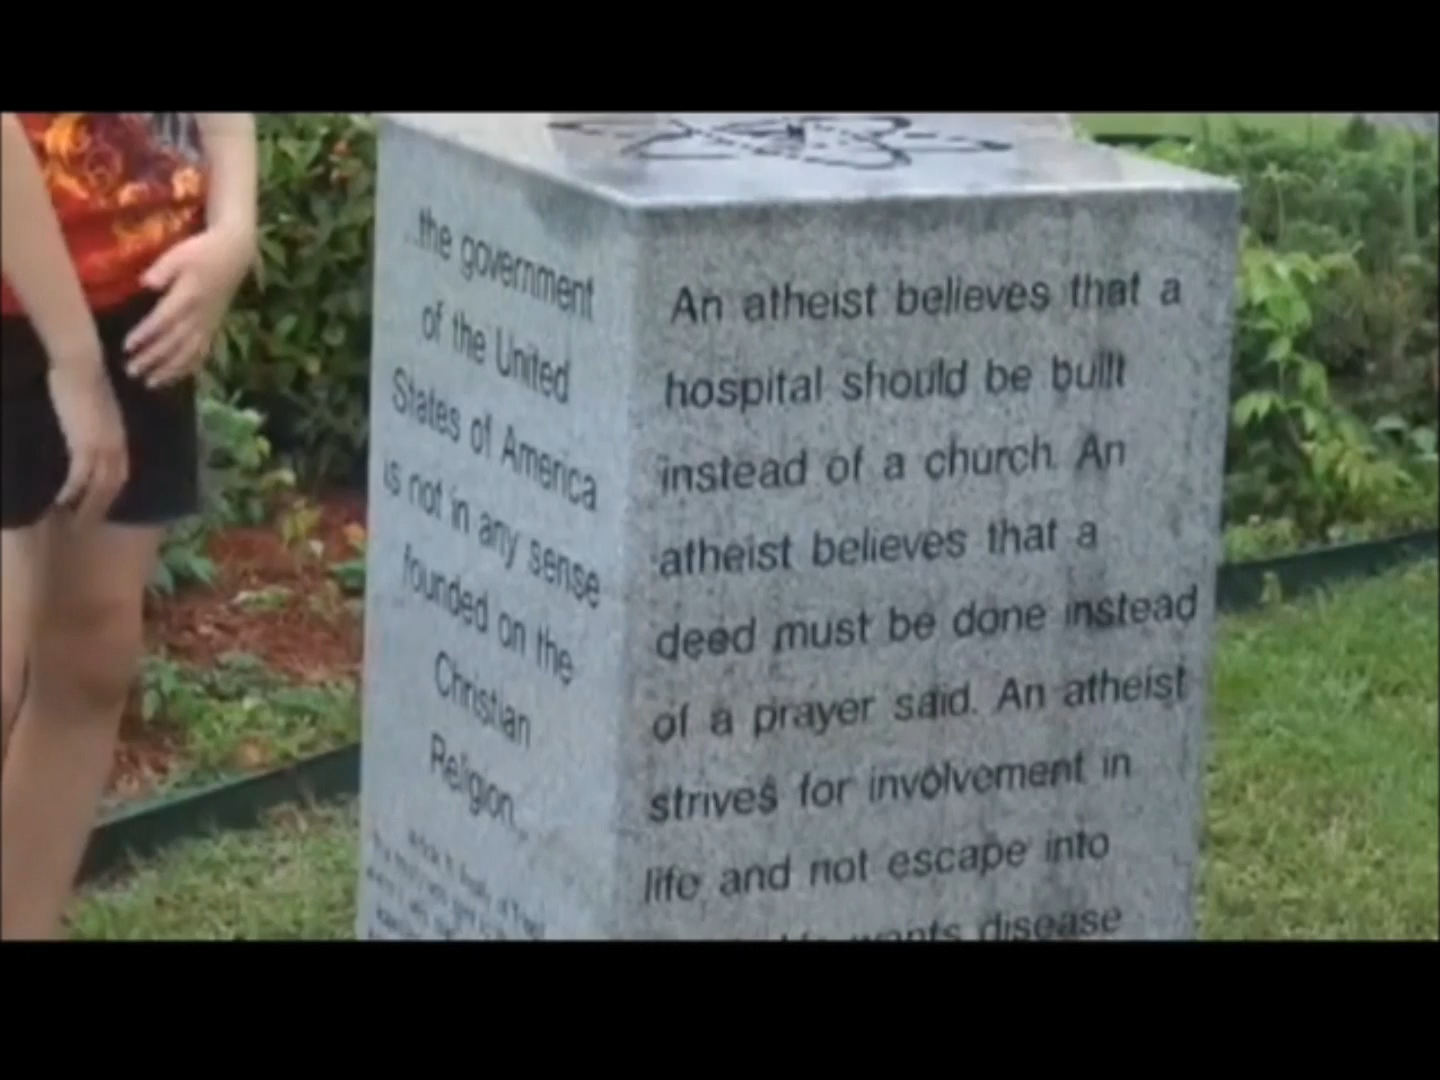 ...the government
of the United
States of America
is not in any sense
founded on the
Christian
Religion,
An atheist believes that a
hospital should be built
instead of a church. An
atheist believes that a
deed must be done instead
of a prayer said. An atheist
strives for involvement in
life and not escape into
wants disease